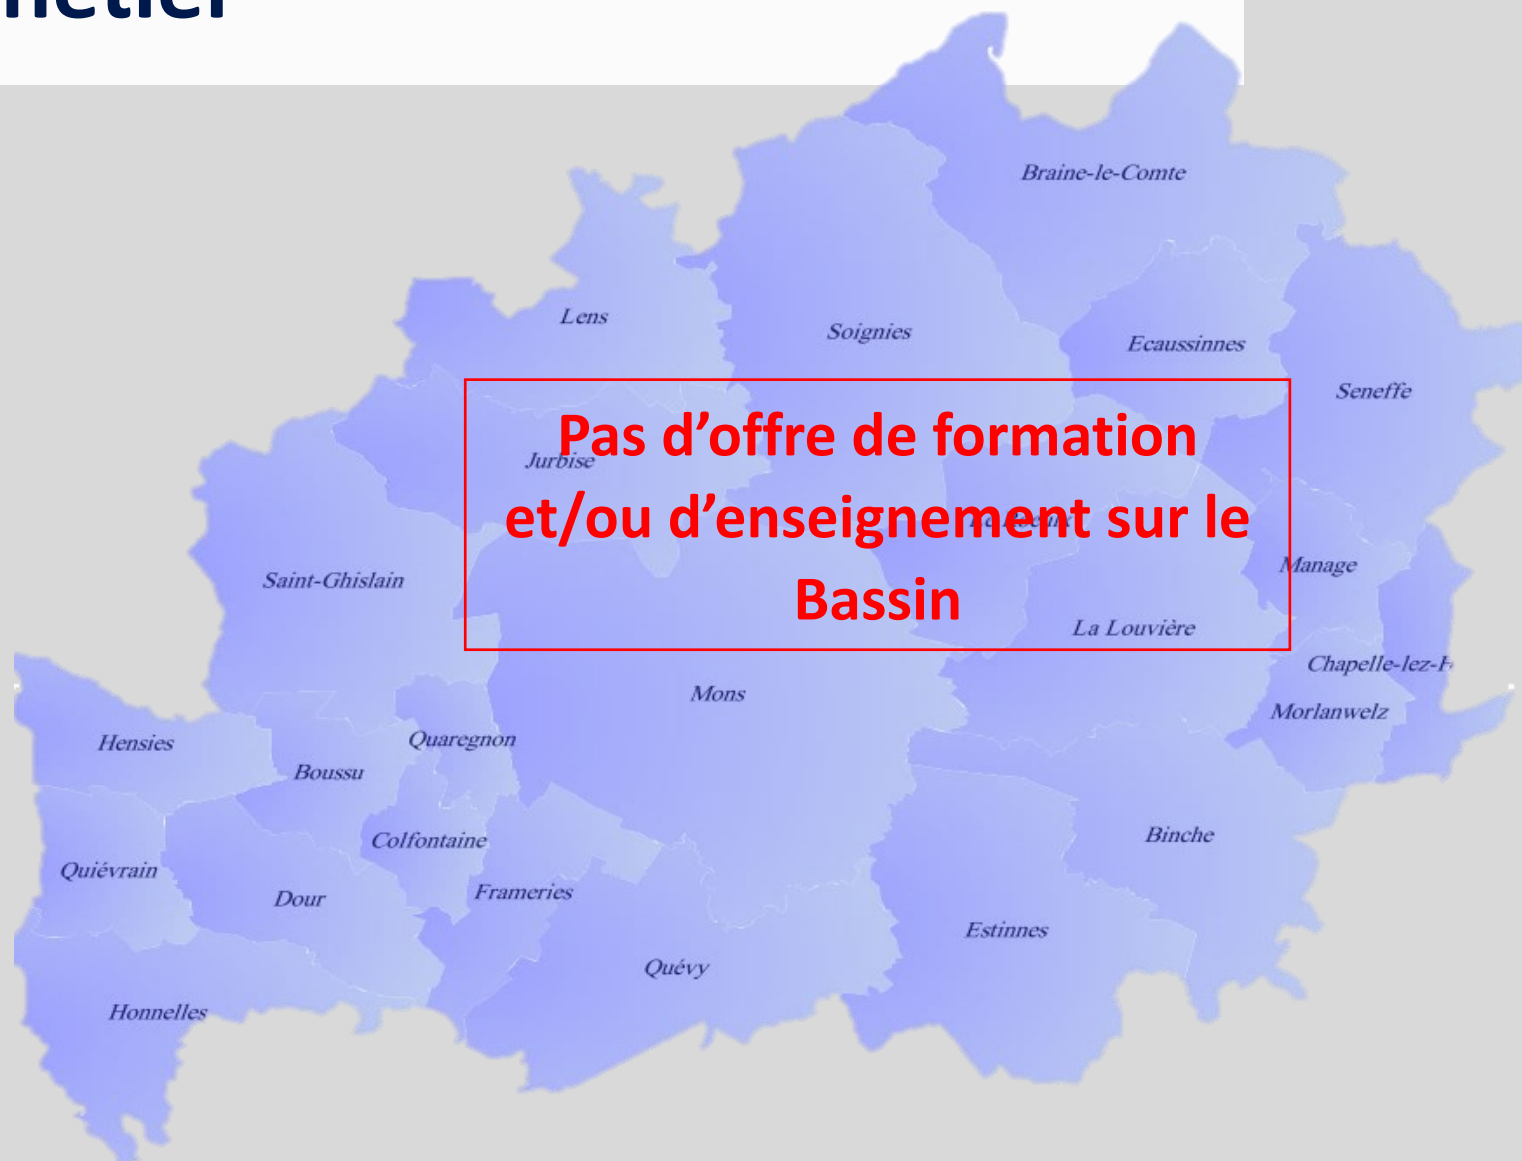 Braine-le-Comte
Lens
Soignies
Ecaussinnes
Seneffe
Pas d’offre de formation
Jurbise
et/ou d’enseignement sur le
Manage
Saint-Ghislain
Bassin
La Louvière
Chapelle-lez-H
Mons
Morlanwelz
Hensies
Quaregnon
Boussu
Colfontaine
Binche
Quiévrain
Frameries
Dour
Estinnes
Quévy
Honnelles